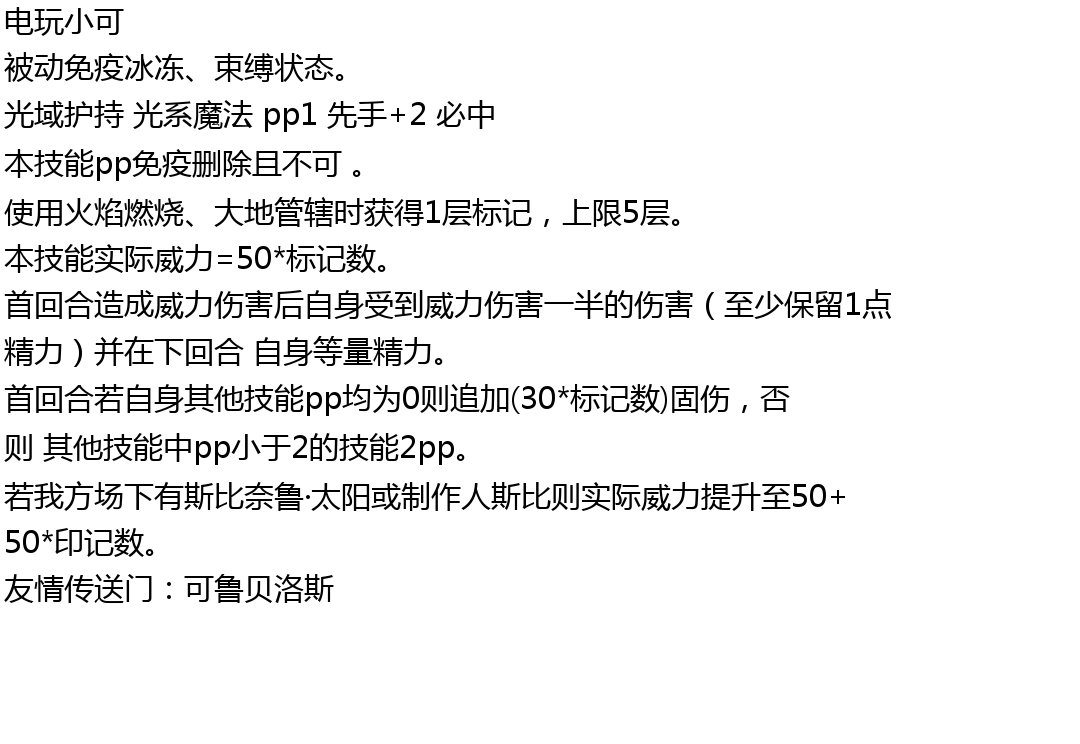 电玩小可
被动免疫冰冻、束缚状态。
光域护持 光系魔法 pp1 先手+2 必中
本技能pp免疫删除且不可 。
使用火焰燃烧、大地管辖时获得1层标记，上限5层。
本技能实际威力=50*标记数。
首回合造成威力伤害后自身受到威力伤害一半的伤害（至少保留1点
精力）并在下回合 自身等量精力。
首回合若自身其他技能pp均为0则追加(30*标记数)固伤，否
则 其他技能中pp小于2的技能2pp。
若我方场下有斯比奈鲁·太阳或制作人斯比则实际威力提升至50+
50*印记数。
友情传送门：可鲁贝洛斯